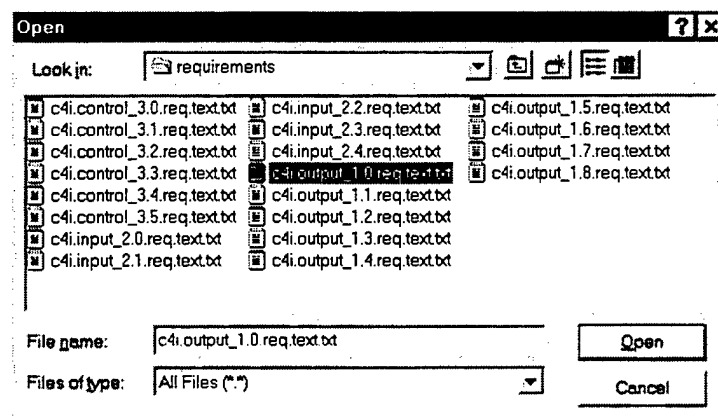 Open
Look in: requirements
c4i.control_3.0.req.text.txt c4i.input_2.2.req.text.txt c4i.output_1.5.req.text.txt
c4i.control_3.1.req.text.txt c4i.input_2.3.req.text.txt c4i.output_1.6.req.text.txt
c4i.control_3.2.req.text.txt c4i.input_2.4.req.text.txt c4i.output_1.7.req.text.txt
c4i.control_3.3.req.text.txt c4i.output_1.0.req.text.txt c4i.output_1.8.req.text.txt
c4i.control_3.4.req.text.txt c4i.output_1.1.req.text.txt
c4i.control_3.5.req.text.txt c4i.output_1.2.req.text.txt
c4i.input_2.0.req.text.txt c4i.output_1.3.req.text.txt
c4i.input_2.1.req.text.txt c4i.output_1.4.req.text.txt
File name: c4i.output_1.0.req.text.txt Open
Files of type: All Files (*.*) Cancel